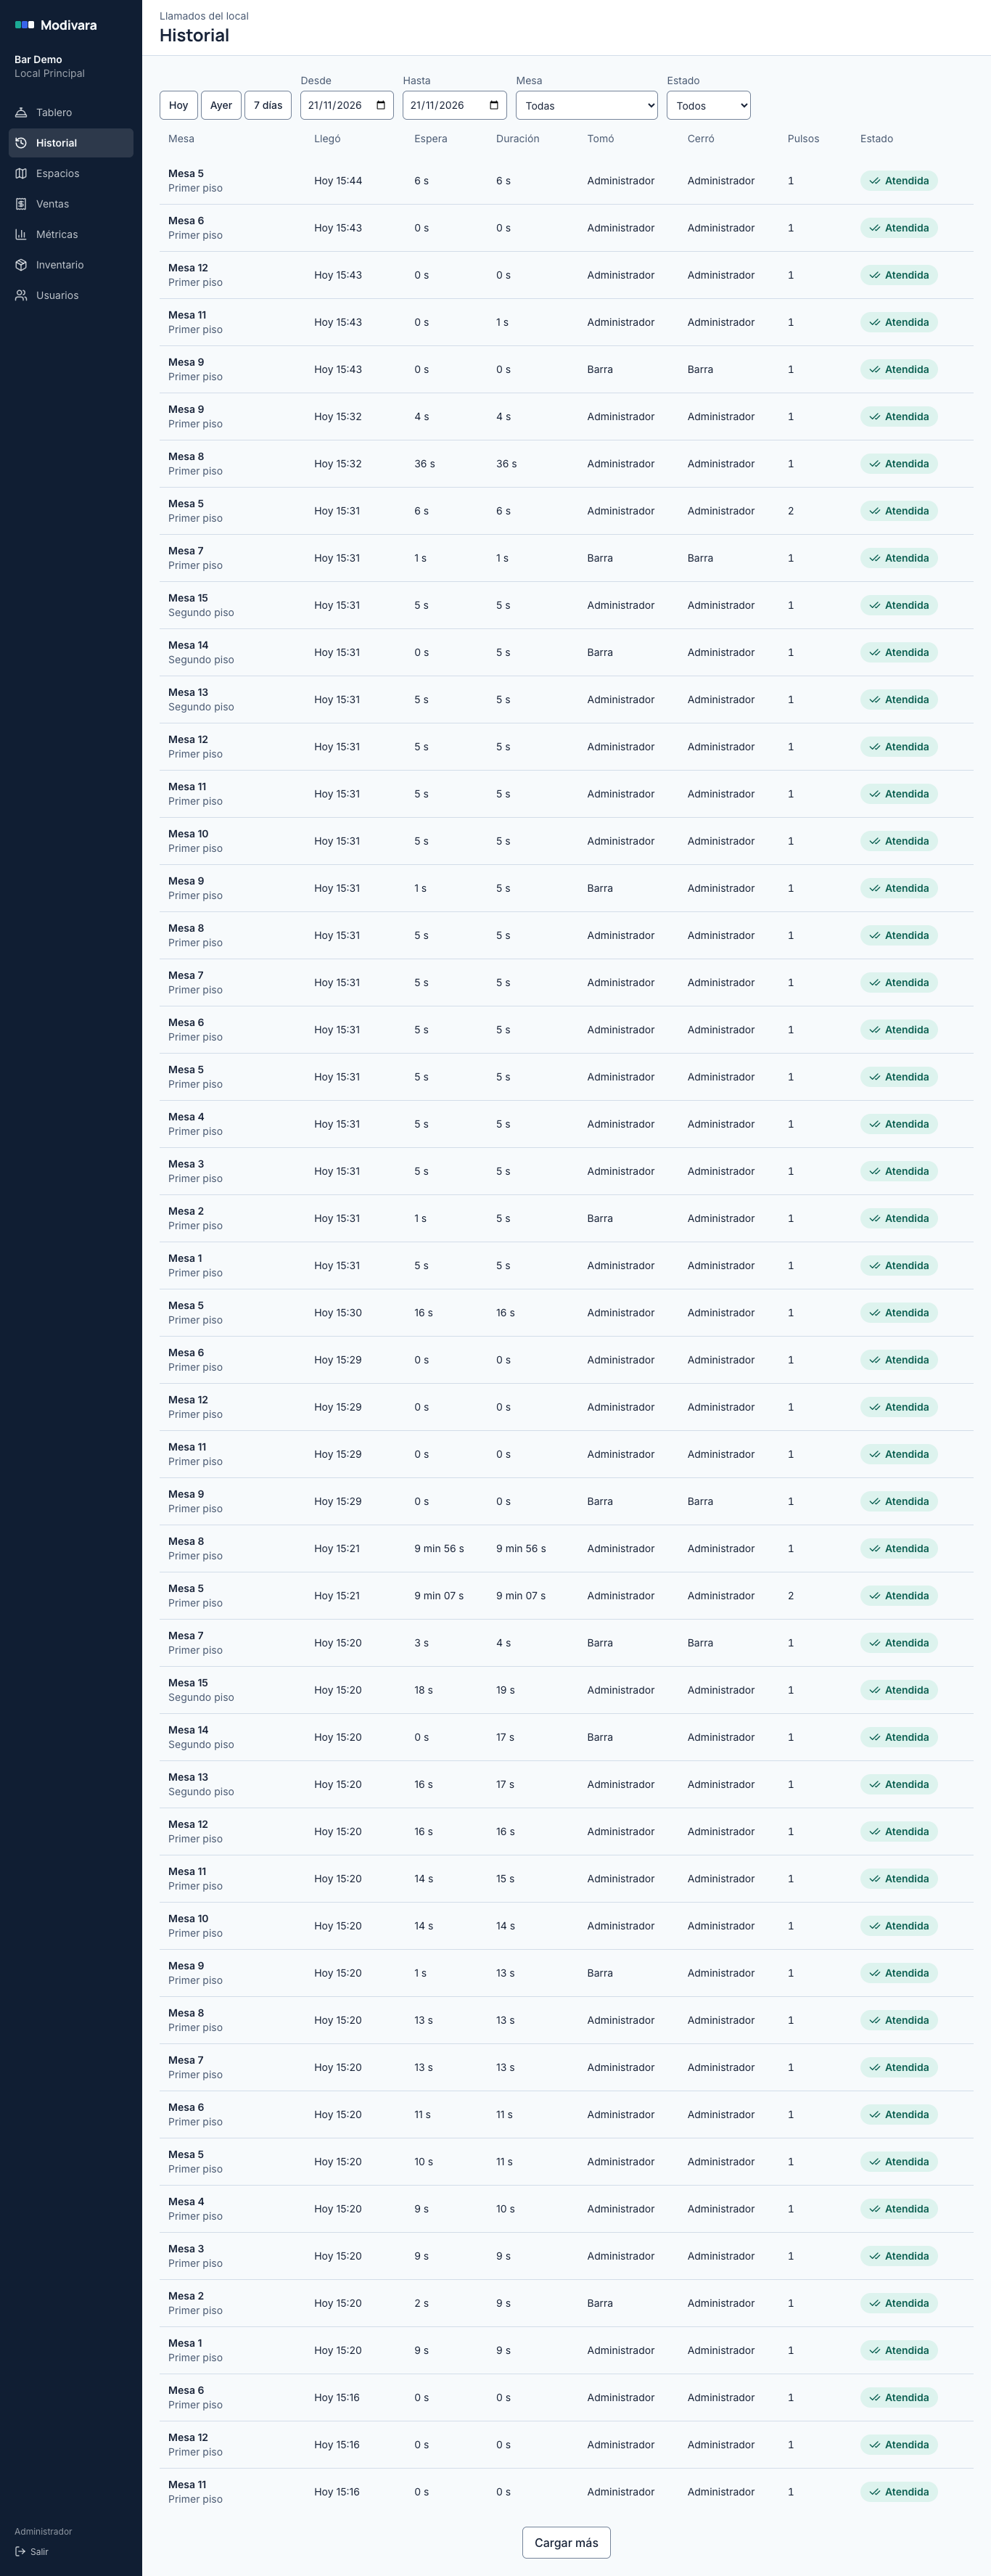 Modivara
Bar Demo
Local Principal
Tablero
Historial
Espacios
Ventas
Métricas
Inventario
Usuarios
Administrador
Salir
Llamados del local
Historial
Hoy Ayer 7 días
Desde 21/11/2026
Hasta 21/11/2026
Mesa Todas
Estado Todos
Mesa Llegó Espera Duración Tomó Cerró Pulsos Estado
Mesa 5
Primer piso Hoy 15:44 6 s 6 s Administrador Administrador 1 Atendida
Mesa 6
Primer piso Hoy 15:43 0 s 0 s Administrador Administrador 1 Atendida
Mesa 12
Primer piso Hoy 15:43 0 s 0 s Administrador Administrador 1 Atendida
Mesa 11
Primer piso Hoy 15:43 0 s 1 s Administrador Administrador 1 Atendida
Mesa 9
Primer piso Hoy 15:43 0 s 0 s Barra Barra 1 Atendida
Mesa 9
Primer piso Hoy 15:32 4 s 4 s Administrador Administrador 1 Atendida
Mesa 8
Primer piso Hoy 15:32 36 s 36 s Administrador Administrador 1 Atendida
Mesa 5
Primer piso Hoy 15:31 6 s 6 s Administrador Administrador 2 Atendida
Mesa 7
Primer piso Hoy 15:31 1 s 1 s Barra Barra 1 Atendida
Mesa 15
Segundo piso Hoy 15:31 5 s 5 s Administrador Administrador 1 Atendida
Mesa 14
Segundo piso Hoy 15:31 0 s 5 s Barra Administrador 1 Atendida
Mesa 13
Segundo piso Hoy 15:31 5 s 5 s Administrador Administrador 1 Atendida
Mesa 12
Primer piso Hoy 15:31 5 s 5 s Administrador Administrador 1 Atendida
Mesa 11
Primer piso Hoy 15:31 5 s 5 s Administrador Administrador 1 Atendida
Mesa 10
Primer piso Hoy 15:31 5 s 5 s Administrador Administrador 1 Atendida
Mesa 9
Primer piso Hoy 15:31 1 s 5 s Barra Administrador 1 Atendida
Mesa 8
Primer piso Hoy 15:31 5 s 5 s Administrador Administrador 1 Atendida
Mesa 7
Primer piso Hoy 15:31 5 s 5 s Administrador Administrador 1 Atendida
Mesa 6
Primer piso Hoy 15:31 5 s 5 s Administrador Administrador 1 Atendida
Mesa 5
Primer piso Hoy 15:31 5 s 5 s Administrador Administrador 1 Atendida
Mesa 4
Primer piso Hoy 15:31 5 s 5 s Administrador Administrador 1 Atendida
Mesa 3
Primer piso Hoy 15:31 5 s 5 s Administrador Administrador 1 Atendida
Mesa 2
Primer piso Hoy 15:31 1 s 5 s Barra Administrador 1 Atendida
Mesa 1
Primer piso Hoy 15:31 5 s 5 s Administrador Administrador 1 Atendida
Mesa 5
Primer piso Hoy 15:30 16 s 16 s Administrador Administrador 1 Atendida
Mesa 6
Primer piso Hoy 15:29 0 s 0 s Administrador Administrador 1 Atendida
Mesa 12
Primer piso Hoy 15:29 0 s 0 s Administrador Administrador 1 Atendida
Mesa 11
Primer piso Hoy 15:29 0 s 0 s Administrador Administrador 1 Atendida
Mesa 9
Primer piso Hoy 15:29 0 s 0 s Barra Barra 1 Atendida
Mesa 8
Primer piso Hoy 15:21 9 min 56 s 9 min 56 s Administrador Administrador 1 Atendida
Mesa 5
Primer piso Hoy 15:21 9 min 07 s 9 min 07 s Administrador Administrador 2 Atendida
Mesa 7
Primer piso Hoy 15:20 3 s 4 s Barra Barra 1 Atendida
Mesa 15
Segundo piso Hoy 15:20 18 s 19 s Administrador Administrador 1 Atendida
Mesa 14
Segundo piso Hoy 15:20 0 s 17 s Barra Administrador 1 Atendida
Mesa 13
Segundo piso Hoy 15:20 16 s 17 s Administrador Administrador 1 Atendida
Mesa 12
Primer piso Hoy 15:20 16 s 16 s Administrador Administrador 1 Atendida
Mesa 11
Primer piso Hoy 15:20 14 s 15 s Administrador Administrador 1 Atendida
Mesa 10
Primer piso Hoy 15:20 14 s 14 s Administrador Administrador 1 Atendida
Mesa 9
Primer piso Hoy 15:20 1 s 13 s Barra Administrador 1 Atendida
Mesa 8
Primer piso Hoy 15:20 13 s 13 s Administrador Administrador 1 Atendida
Mesa 7
Primer piso Hoy 15:20 13 s 13 s Administrador Administrador 1 Atendida
Mesa 6
Primer piso Hoy 15:20 11 s 11 s Administrador Administrador 1 Atendida
Mesa 5
Primer piso Hoy 15:20 10 s 11 s Administrador Administrador 1 Atendida
Mesa 4
Primer piso Hoy 15:20 9 s 10 s Administrador Administrador 1 Atendida
Mesa 3
Primer piso Hoy 15:20 9 s 9 s Administrador Administrador 1 Atendida
Mesa 2
Primer piso Hoy 15:20 2 s 9 s Barra Administrador 1 Atendida
Mesa 1
Primer piso Hoy 15:20 9 s 9 s Administrador Administrador 1 Atendida
Mesa 6
Primer piso Hoy 15:16 0 s 0 s Administrador Administrador 1 Atendida
Mesa 12
Primer piso Hoy 15:16 0 s 0 s Administrador Administrador 1 Atendida
Mesa 11
Primer piso Hoy 15:16 0 s 0 s Administrador Administrador 1 Atendida
Cargar más